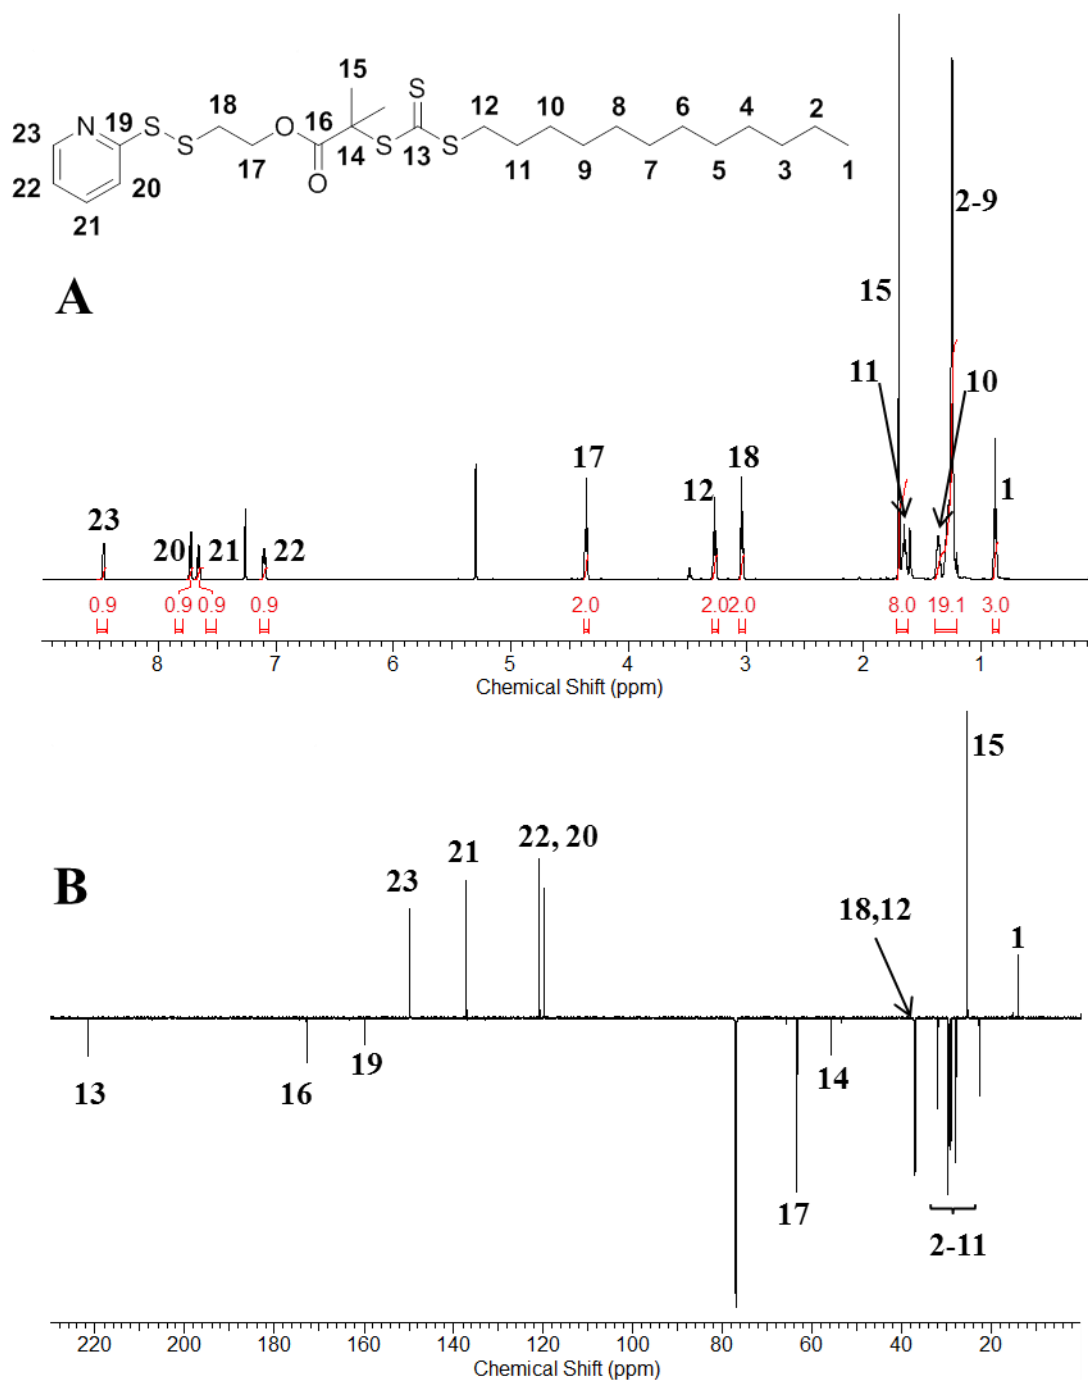 15 S 12 10 8 6 4 2
18 16
23 N 19 S O
S 14 S 13 S 11 9 7 5 3 1
17 O
22 20
21
2-9
A
15
11 10
17 18
12 1
23 20 21 22
0.9 0.9 0.9 0.9 2.0 2.0 2.0 8.0 19.1 3.0
8 7 6 5 4 3 2 1
Chemical Shift (ppm)
15
22, 20
21
B 23
18,12
1
13 16 19 14
17
2-11
220 200 180 160 140 120 100 80 60 40 20
Chemical Shift (ppm)